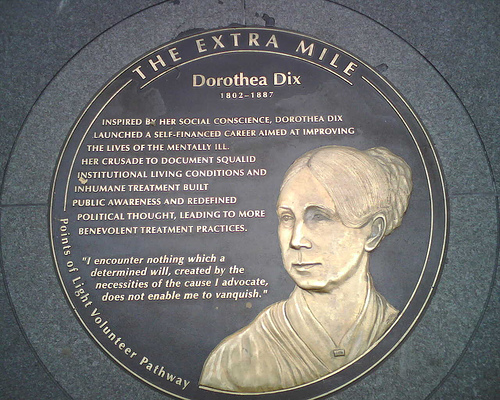 THE EXTRA MILE
Dorothea Dix
1802-1887
INSPIRED BY HER SOCIAL CONSCIENCE, DOROTHEA DIX
LAUNCHED A SELF-FINANCED CAREER AIMED AT IMPROVING
THE LIVES OF THE MENTALLY ILL.
HER CRUSADE TO DOCUMENT SQUALID
INSTITUTIONAL LIVING CONDITIONS AND
INHUMANE TREATMENT BUILT
PUBLIC AWARENESS AND REDEFINED
POLITICAL THOUGHT, LEADING TO MORE
BENEVOLENT TREATMENT PRACTICES.
"I encounter nothing which a
determined will, created by the
necessities of the cause I advocate,
does not enable me to vanquish."
Points of Light Volunteer Pathway